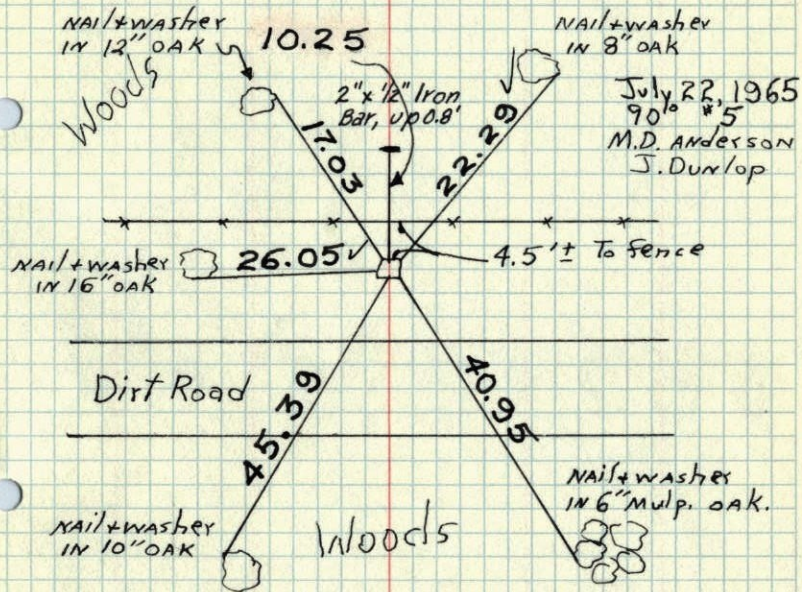 NAil+washer
IN 12" OAK
10.25
NAil+washer
IN 8" OAK
Woods
2"x ½" Iron
Bar, up 0.8'
July 22, 1965
90° #5
M.D. Anderson
J. Dunlop
17.03
22.29
NAil+washer
IN 16" OAK
26.05
4.5'± To fence
Dirt Road
45.39
40.95
NAil+washer
IN 6" Mulp. OAK.
NAil+washer
IN 10" OAK
Woods